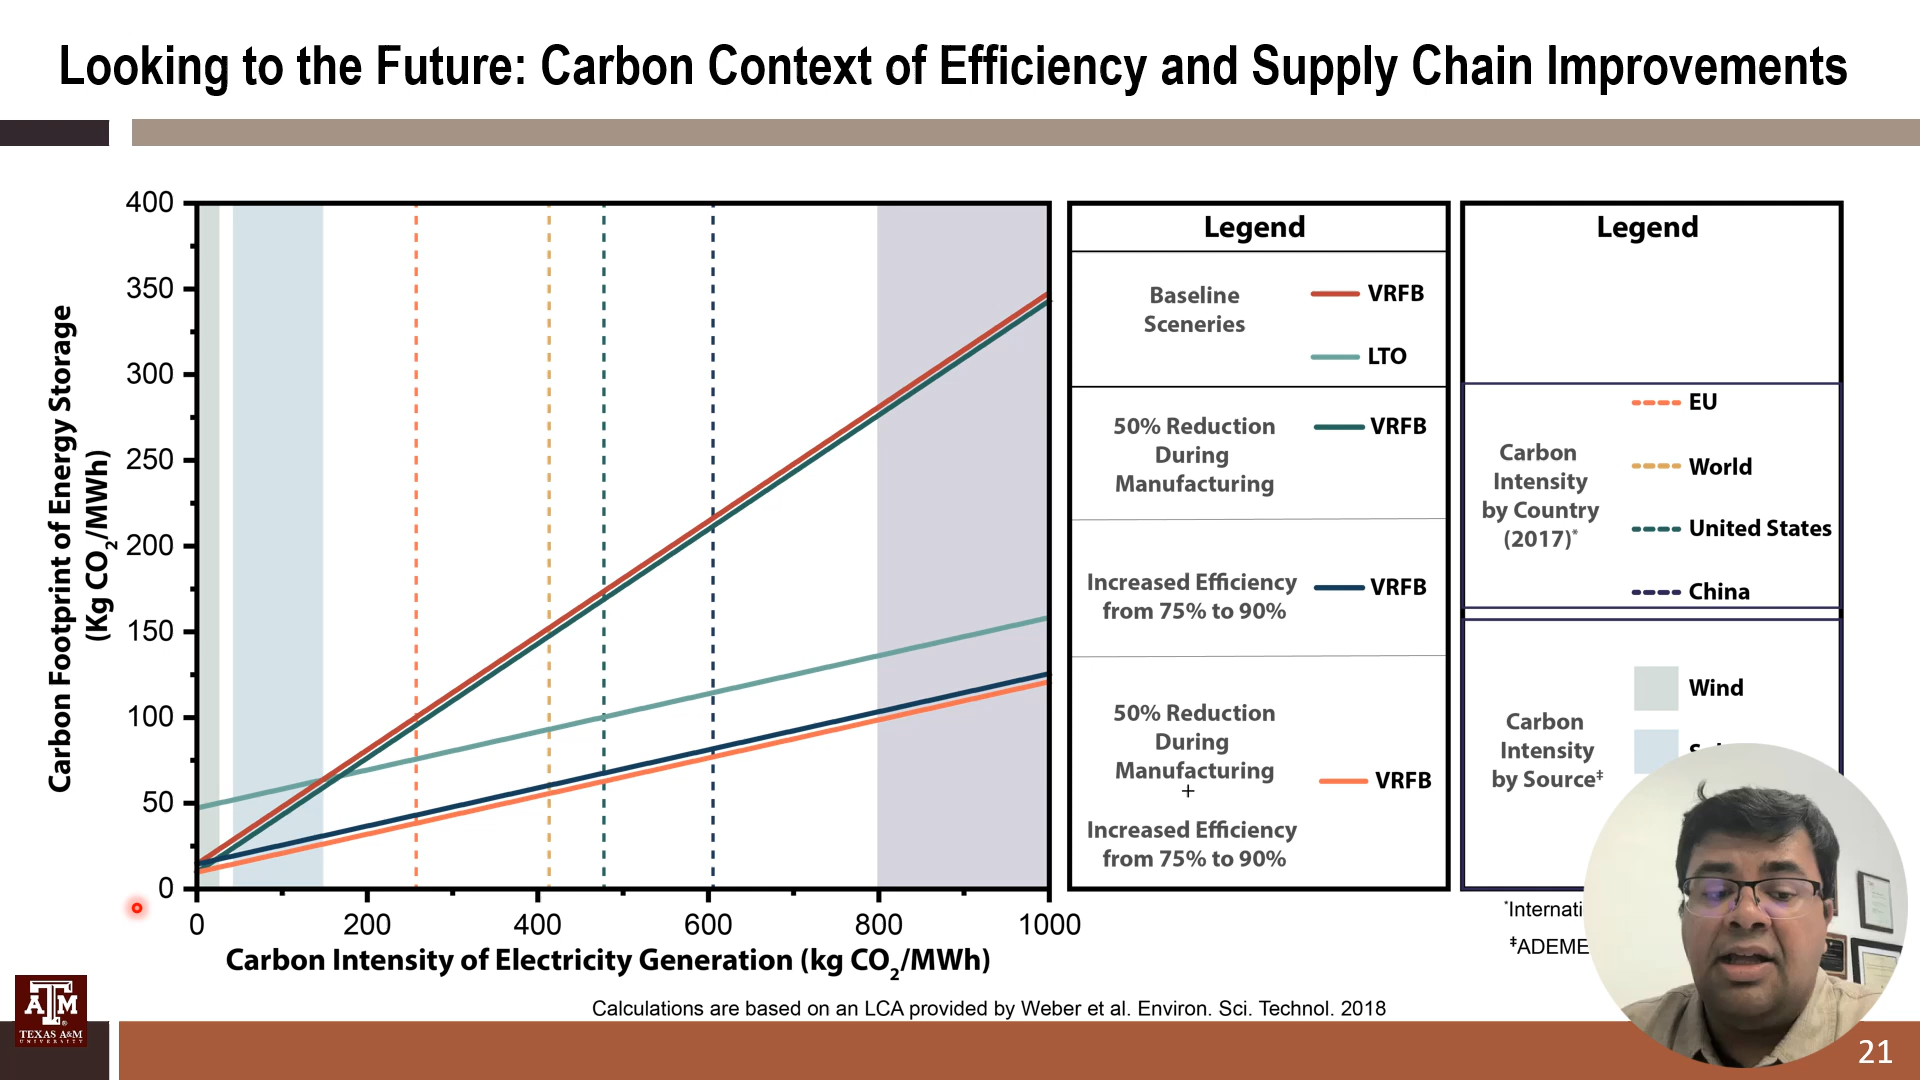 Looking to the Future: Carbon Context of Efficiency and Supply Chain Improvements
400
350
300
250
200
150
100
50
0
Carbon Footprint of Energy Storage
(Kg CO2/MWh)
0
200
400
600
800
1000
Carbon Intensity of Electricity Generation (kg CO2/MWh)
Legend
Baseline
Sceneries
VRFB
LTO
50% Reduction
During
Manufacturing
VRFB
Increased Efficiency
from 75% to 90%
VRFB
50% Reduction
During
Manufacturing
+
Increased Efficiency
from 75% to 90%
VRFB
Legend
Carbon
Intensity
by Country
(2017)*
EU
World
United States
China
Carbon
Intensity
by Source‡
Wind
‡ADEME
Calculations are based on an LCA provided by Weber et al. Environ. Sci. Technol. 2018
ATM
TEXAS A&M
UNIVERSITY
21